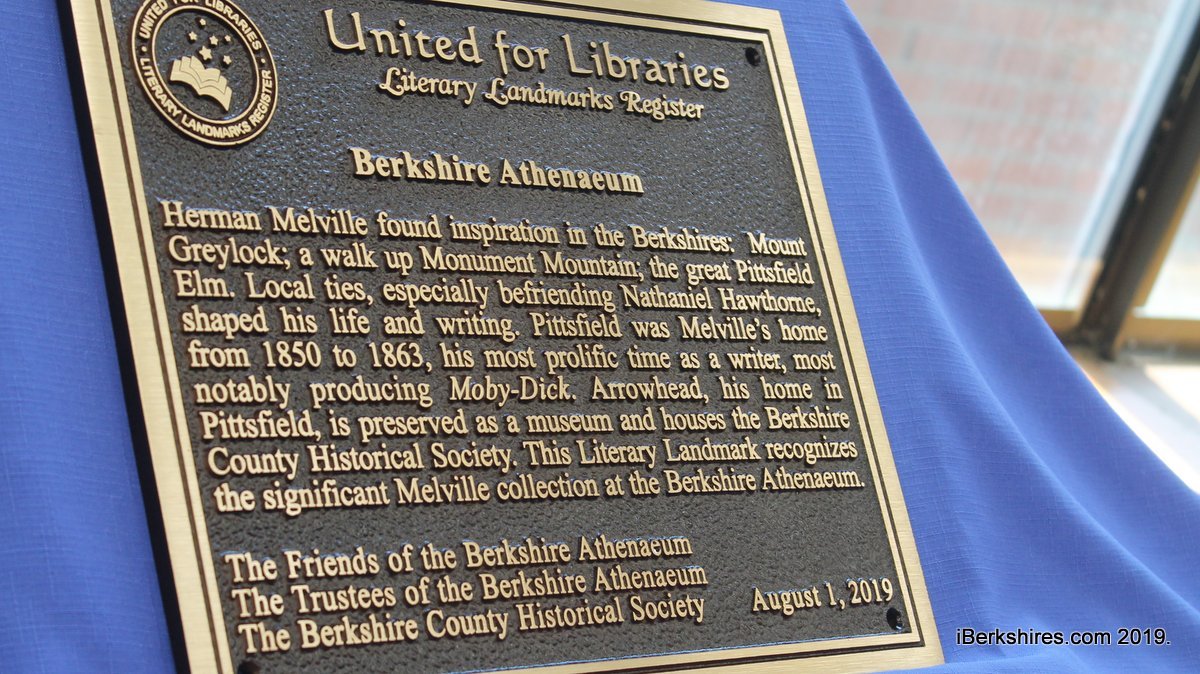 UNITED FOR LIBRARIES
LITERARY LANDMARKS REGISTER
United for Libraries
Literary Landmarks Register
Berkshire Athenaeum
Herman Melville found inspiration in the Berkshires: Mount
Greylock; a walk up Monument Mountain; the great Pittsfield
Elm. Local ties, especially befriending Nathaniel Hawthorne,
shaped his life and writing. Pittsfield was Melville's home
from 1850 to 1863, his most prolific time as a writer, most
notably producing Moby-Dick. Arrowhead, his home in
Pittsfield, is preserved as a museum and houses the Berkshire
County Historical Society. This Literary Landmark recognizes
the significant Melville collection at the Berkshire Athenaeum.
The Friends of the Berkshire Athenaeum
The Trustees of the Berkshire Athenaeum
The Berkshire County Historical Society
August 1, 2019
iBerkshires.com 2019.